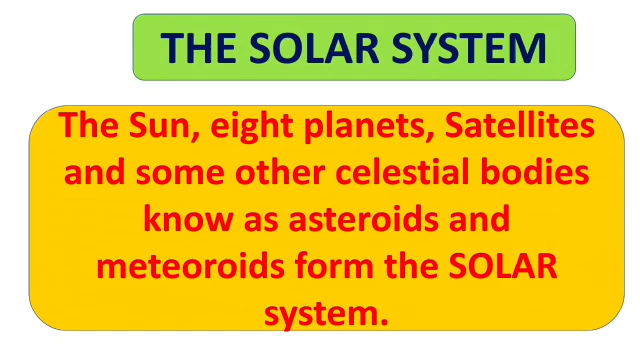 THE SOLAR SYSTEM
The Sun, eight planets, Satellites
and some other celestial bodies
know as asteroids and
meteoroids form the SOLAR
system.